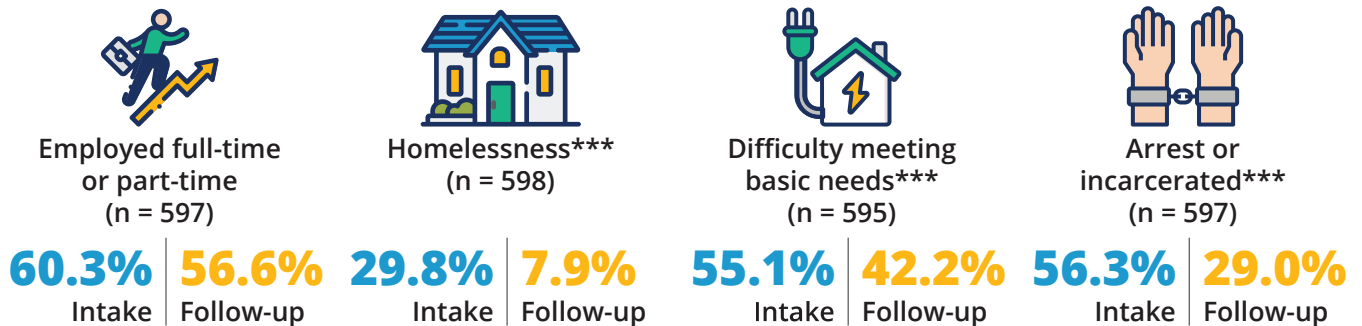 Employed full-time
or part-time
(n = 597)
60.3% 56.6%
Intake Follow-up
Homelessness***
(n = 598)
29.8% 7.9%
Intake Follow-up
Difficulty meeting
basic needs***
(n = 595)
55.1% 42.2%
Intake Follow-up
Arrest or
incarcerated***
(n = 597)
56.3% 29.0%
Intake Follow-up